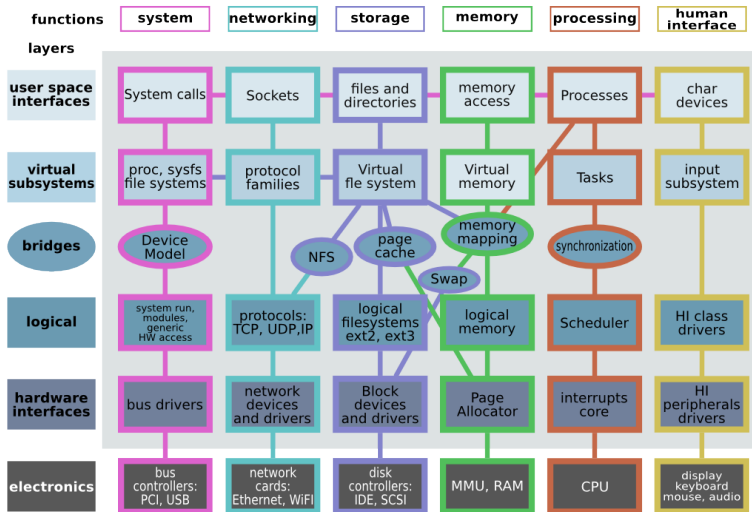 functions
system
networking
storage
memory
processing
human
interface
layers
user space
interfaces
System calls
Sockets
files and
directories
memory
access
Processes
char
devices
virtual
subsystems
proc, sysfs
file systems
protocol
families
Virtual
fle system
Virtual
memory
Tasks
input
subsystem
bridges
Device
Model
NFS
page
cache
memory
mapping
synchronization
Swap
logical
system run,
modules,
generic
HW access
protocols:
TCP, UDP,IP
logical
filesystems
ext2, ext3
logical
memory
Scheduler
HI class
drivers
hardware
interfaces
bus drivers
network
devices
and drivers
Block
devices
and drivers
Page
Allocator
interrupts
core
HI
peripherals
drivers
electronics
bus
controllers:
PCI, USB
network
cards:
Ethernet, WiFI
disk
controllers:
IDE, SCSI
MMU, RAM
CPU
display
keyboard
mouse, audio